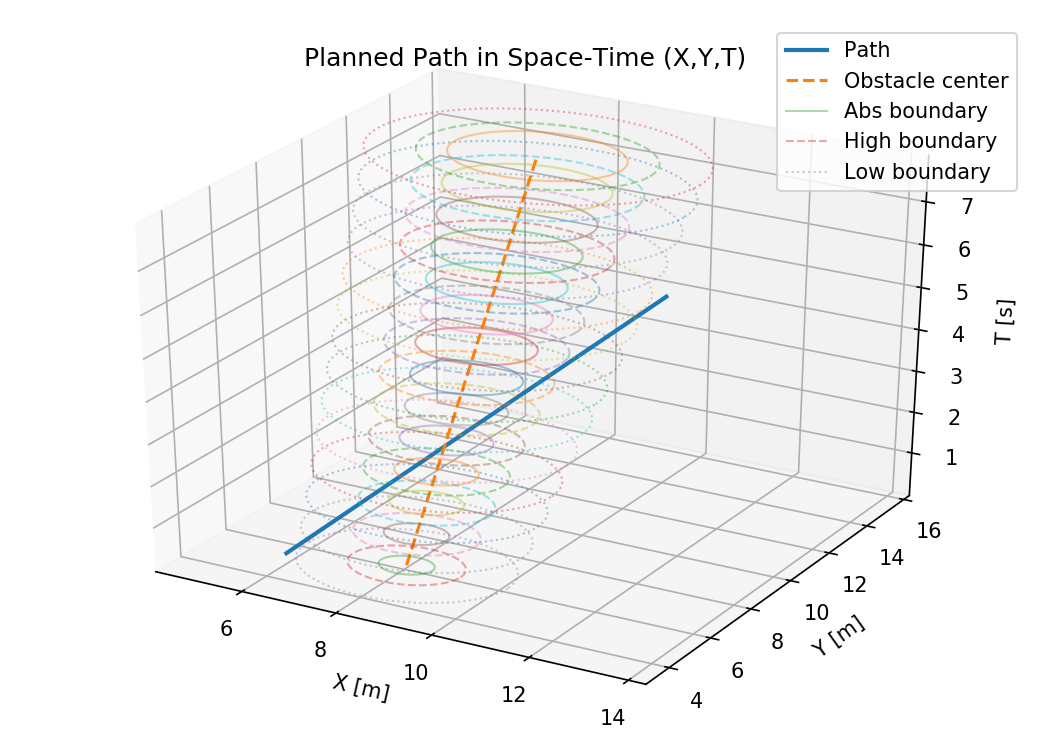 Planned Path in Space-Time (X,Y,T)
Path
Obstacle center
Abs boundary
High boundary
Low boundary
7
6
5
4
3
2
1
T [s]
16
14
12
10
8
6
4
Y [m]
6
8
10
12
14
X [m]